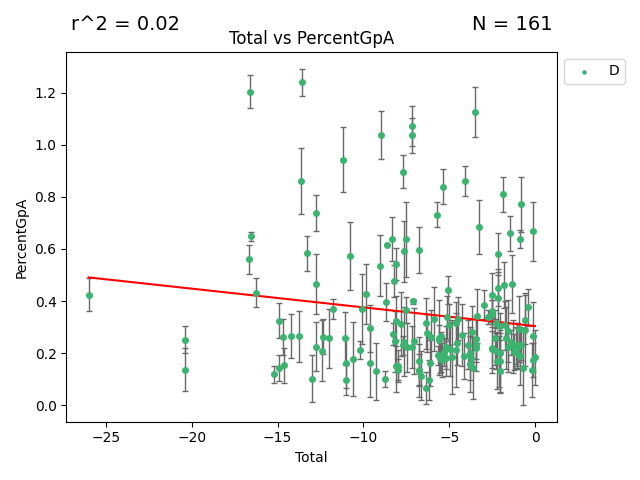 r^2 = 0.02
N = 161
Total vs PercentGpA
D
PercentGpA
1.2
1.0
0.8
0.6
0.4
0.2
0.0
−25
−20
−15
−10
−5
0
Total